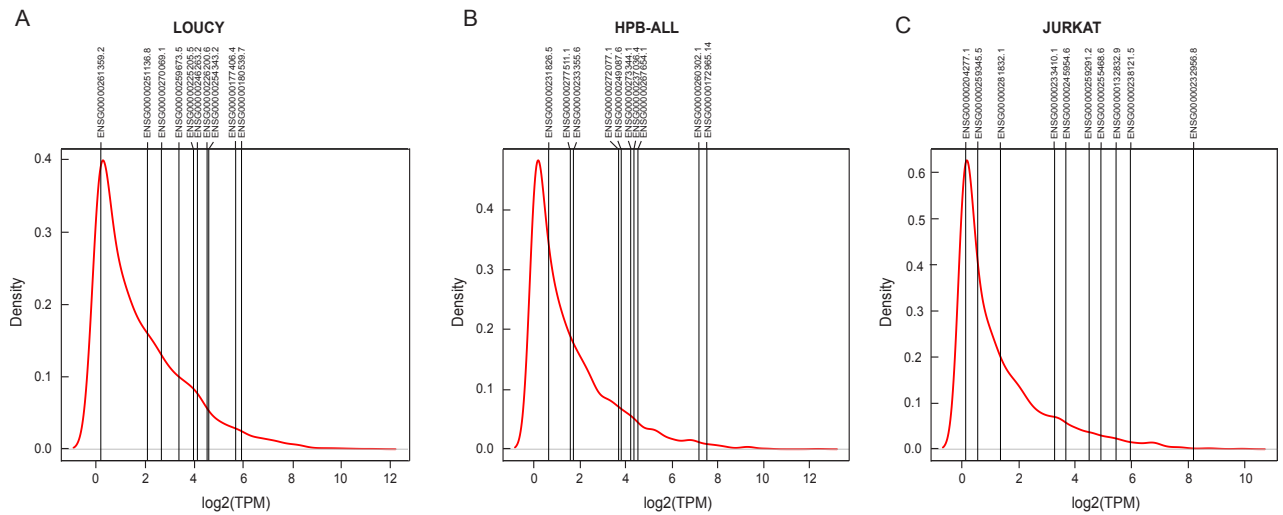 A
LOUCY
ENSG00000261359.2
ENSG00000251136.8
ENSG00000270069.1
ENSG00000259673.5
ENSG00000225205.5
ENSG00000246263.2
ENSG00000226200.6
ENSG00000254343.2
ENSG00000177406.4
ENSG00000180539.7
0.4
0.3
0.2
0.1
0.0
Density
0 2 4 6 8 10 12
log2(TPM)
B
HPB-ALL
ENSG00000231826.5
ENSG00000277511.1
ENSG00000233355.6
ENSG00000272077.1
ENSG00000249087.6
ENSG00000273344.1
ENSG00000237036.4
ENSG00000267654.1
ENSG00000260302.1
ENSG00000172965.14
0.4
0.3
0.2
0.1
0.0
Density
0 2 4 6 8 10 12
log2(TPM)
C
JURKAT
ENSG00000204277.1
ENSG00000259345.5
ENSG00000281832.1
ENSG00000233410.1
ENSG00000245954.6
ENSG00000259291.2
ENSG00000255468.6
ENSG00000132832.9
ENSG00000238121.5
ENSG00000232956.8
0.6
0.5
0.4
0.3
0.2
0.1
0.0
Density
0 2 4 6 8 10
log2(TPM)